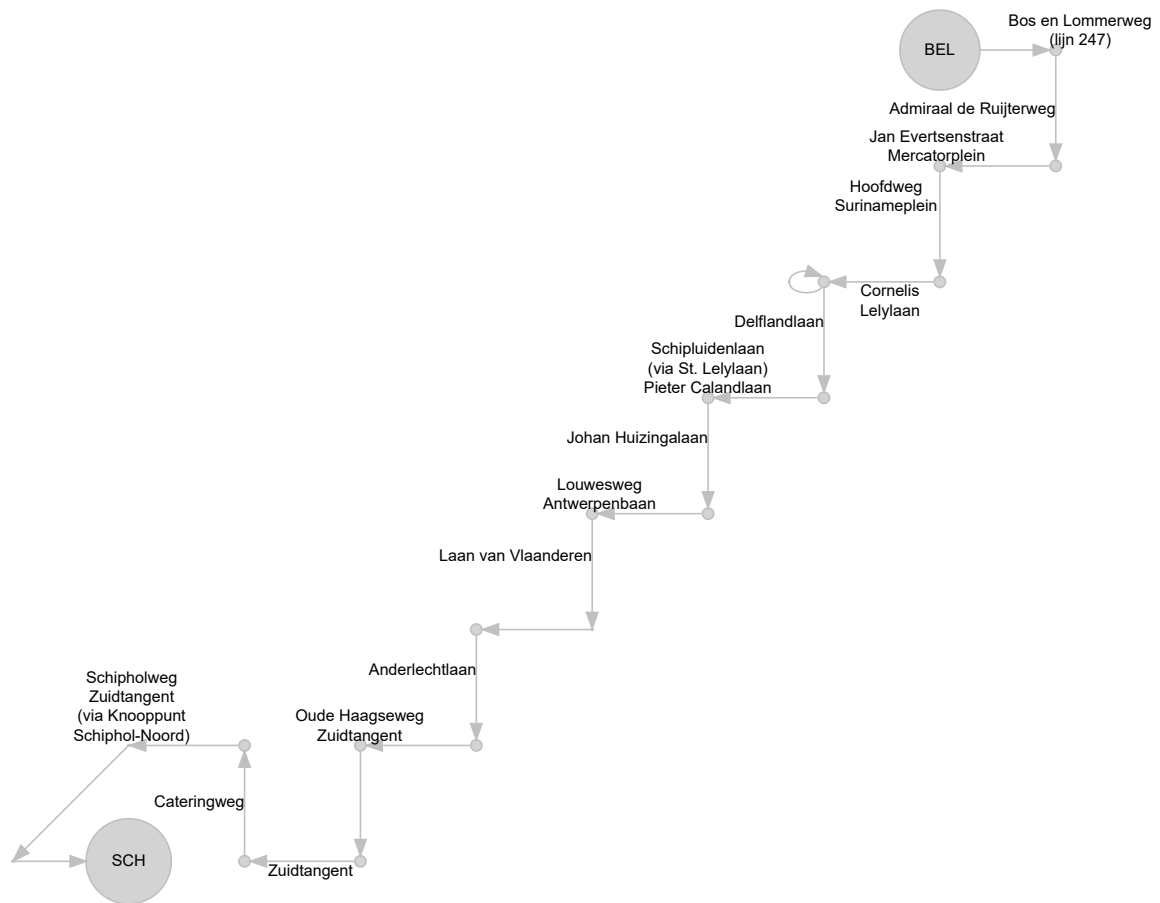 BEL
Bos en Lommerweg
(lijn 247)
Admiraal de Ruijterweg
Jan Evertsenstraat
Mercatorplein
Hoofdweg
Surinameplein
Cornelis
Lelylaan
Delflandlaan
Schipluidenlaan
(via St. Lelylaan)
Pieter Calandlaan
Johan Huizingalaan
Louwesweg
Antwerpenbaan
Laan van Vlaanderen
Anderlechtlaan
Oude Haagseweg
Zuidtangent
Zuidtangent
Cateringweg
Schipholweg
Zuidtangent
(via Knooppunt
Schiphol-Noord)
SCH